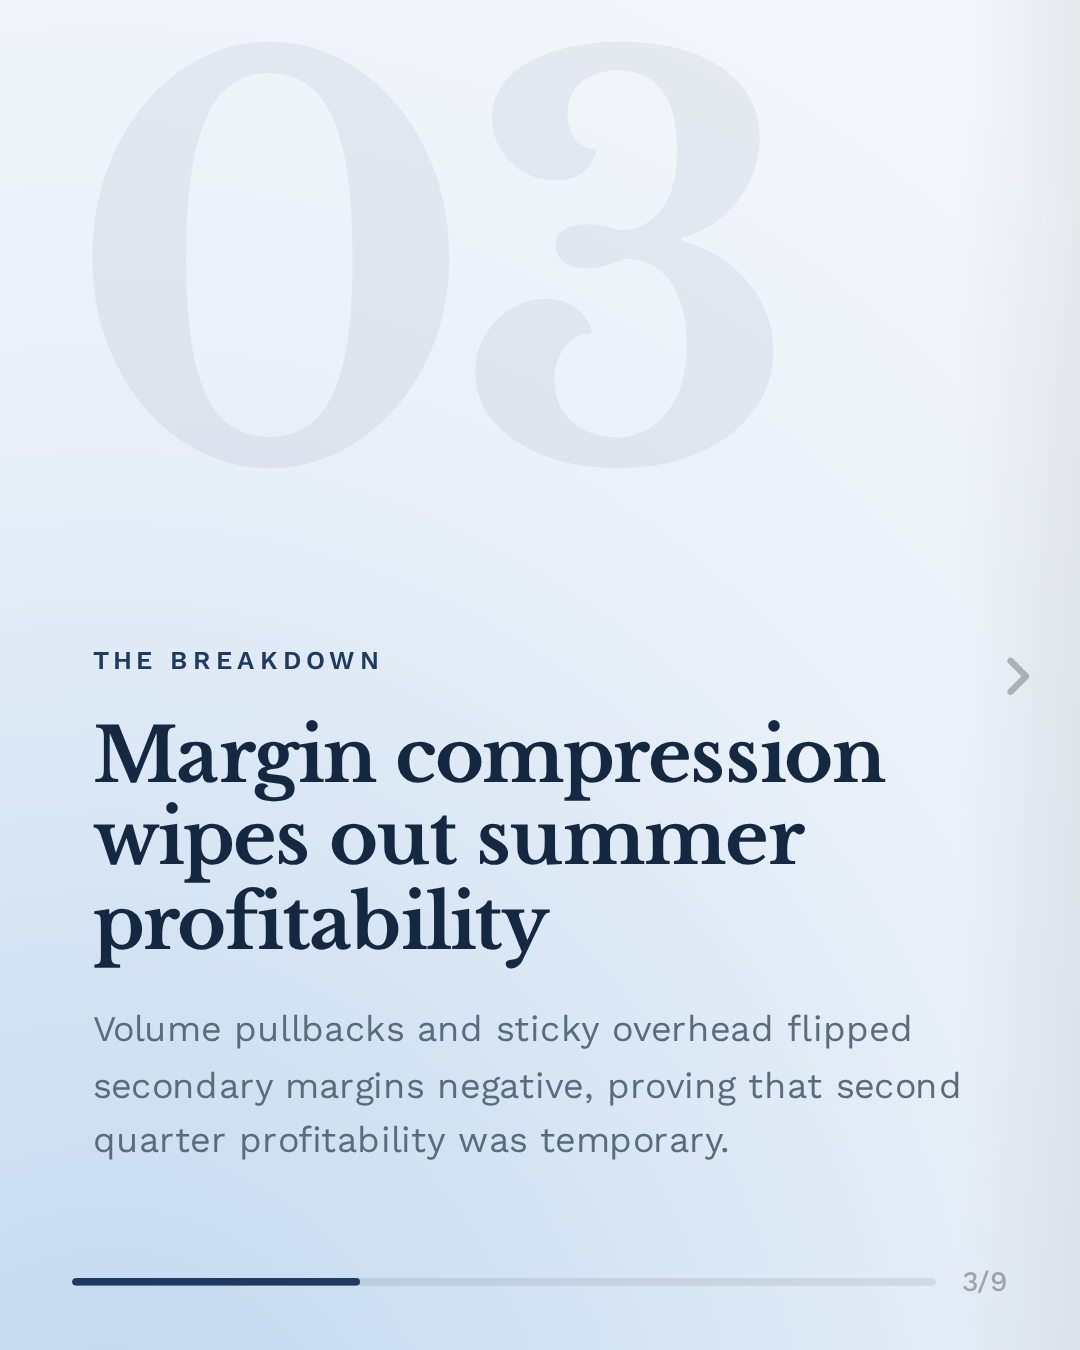 03
THE BREAKDOWN
Margin compression
wipes out summer
profitability
Volume pullbacks and sticky overhead flipped
secondary margins negative, proving that second
quarter profitability was temporary.
3/9